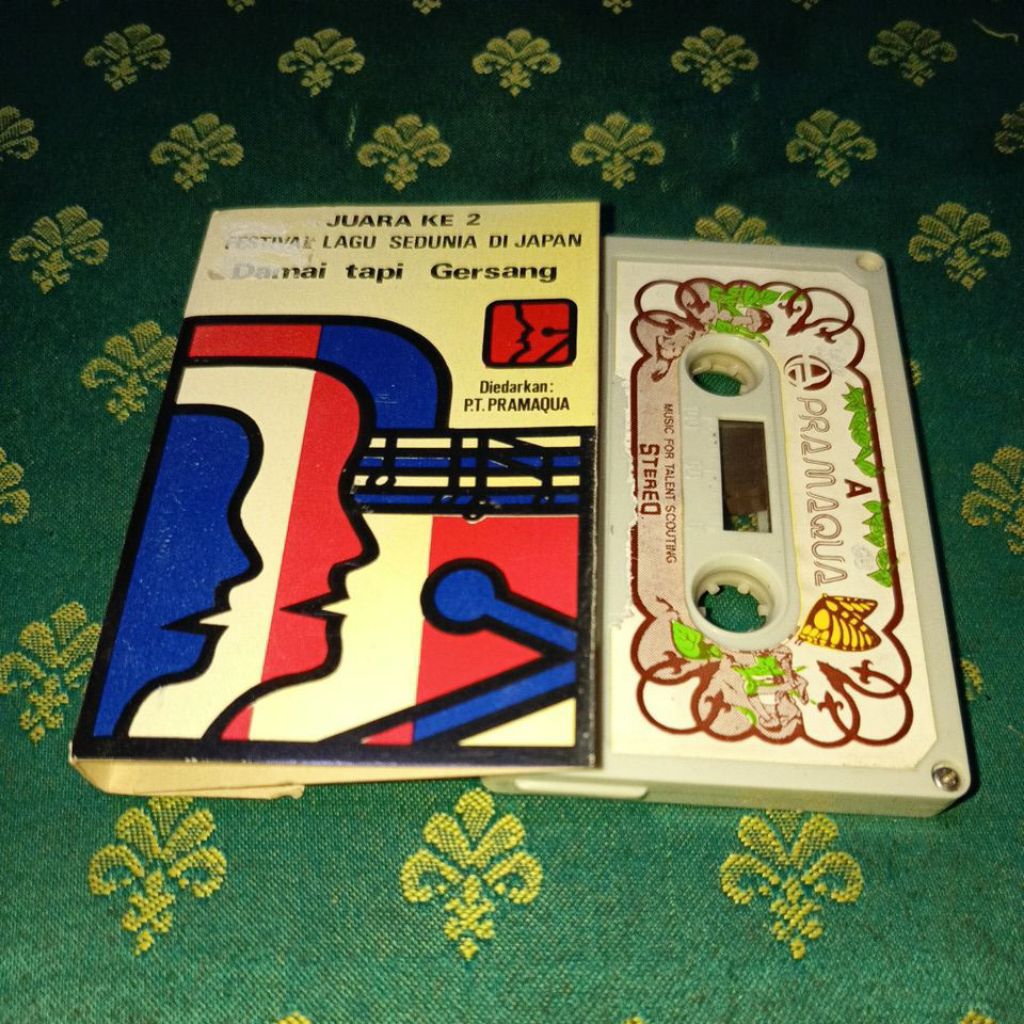 JUARA KE 2
FESTIVAL LAGU SEDUNIA DI JAPAN
Damai tapi Gersang
Diedarkan:
P.T. PRAMAQUA
A
PRAMAQUA
MUSIC FOR TALENT SCOUTING
STEREO